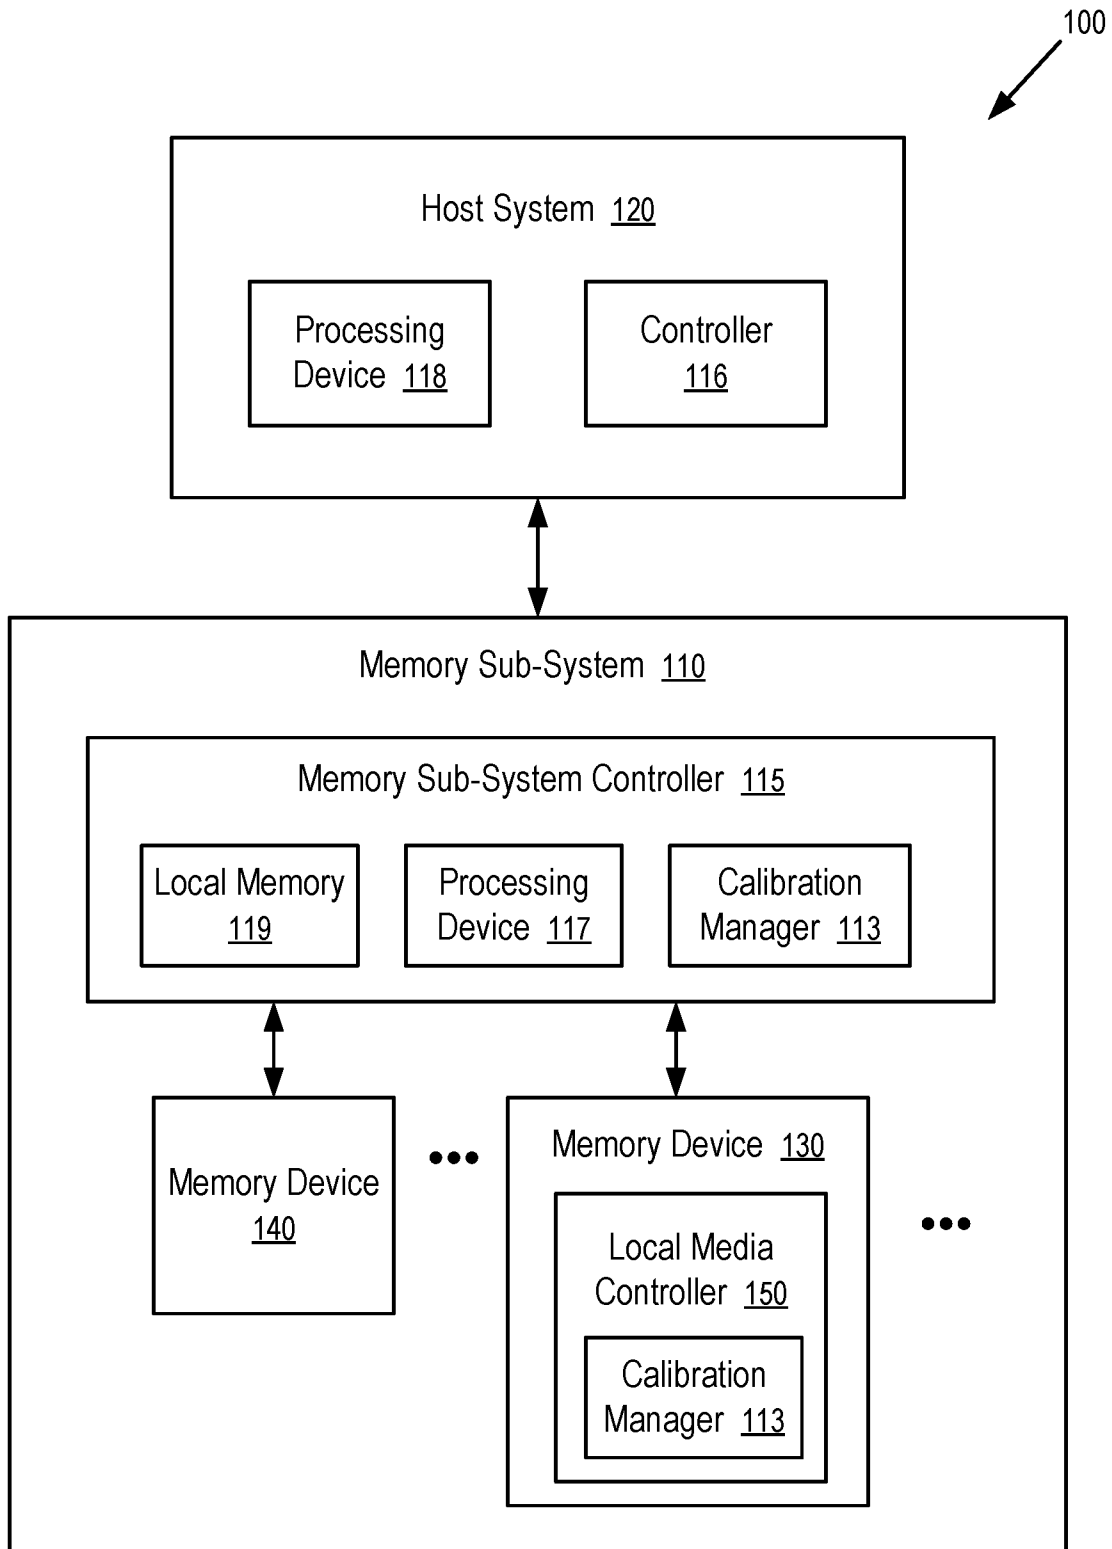 100
Host System 120
Processing
Device 118
Controller
116
Memory Sub-System 110
Memory Sub-System Controller 115
Local Memory
119
Processing
Device 117
Calibration
Manager 113
Memory Device
140
Memory Device 130
Local Media
Controller 150
Calibration
Manager 113